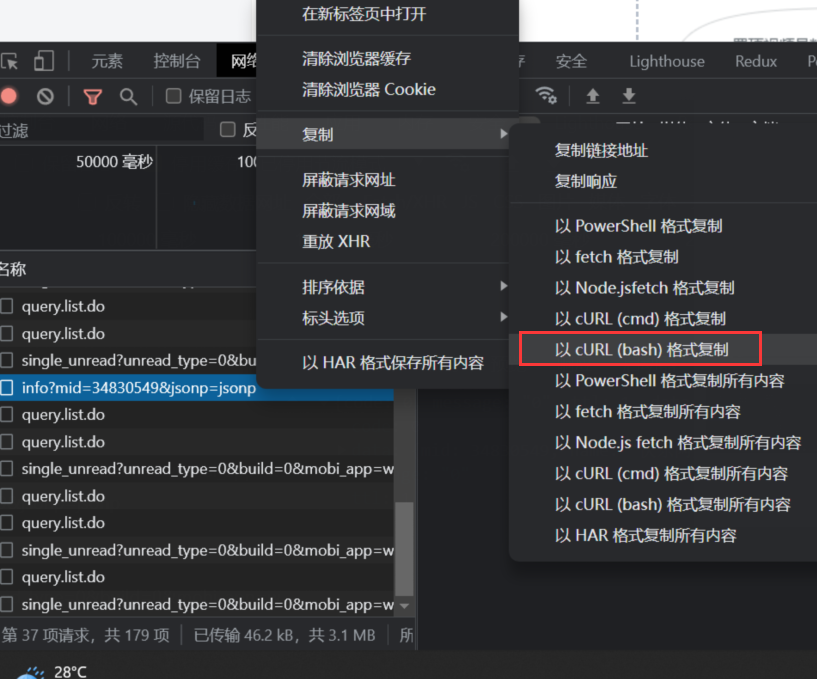 在新标签页中打开
清除浏览器缓存
清除浏览器 Cookie
复制
屏蔽请求网址
屏蔽请求网域
重放 XHR
排序依据
标头选项
以 HAR 格式保存所有内容
复制链接地址
复制响应
以 PowerShell 格式复制
以 fetch 格式复制
以 Node.jsfetch 格式复制
以 cURL (cmd) 格式复制
以 cURL (bash) 格式复制
以 PowerShell 格式复制所有内容
以 fetch 格式复制所有内容
以 Node.js fetch 格式复制所有内容
以 cURL (cmd) 格式复制所有内容
以 cURL (bash) 格式复制所有内容
以 HAR 格式复制所有内容
元素 控制台 网络 安全 Lighthouse Redux
保留日志
过滤 反
50000 毫秒 100
名称
query.list.do
query.list.do
single_unread?unread_type=0&bu
info?mid=34830549&jsonp=jsonp
query.list.do
query.list.do
single_unread?unread_type=0&build=0&mobi_app=w
query.list.do
query.list.do
single_unread?unread_type=0&build=0&mobi_app=w
query.list.do
single_unread?unread_type=0&build=0&mobi_app=w
第 37 项请求，共 179 项 已传输 46.2 kB，共 3.1 MB 所
28°C